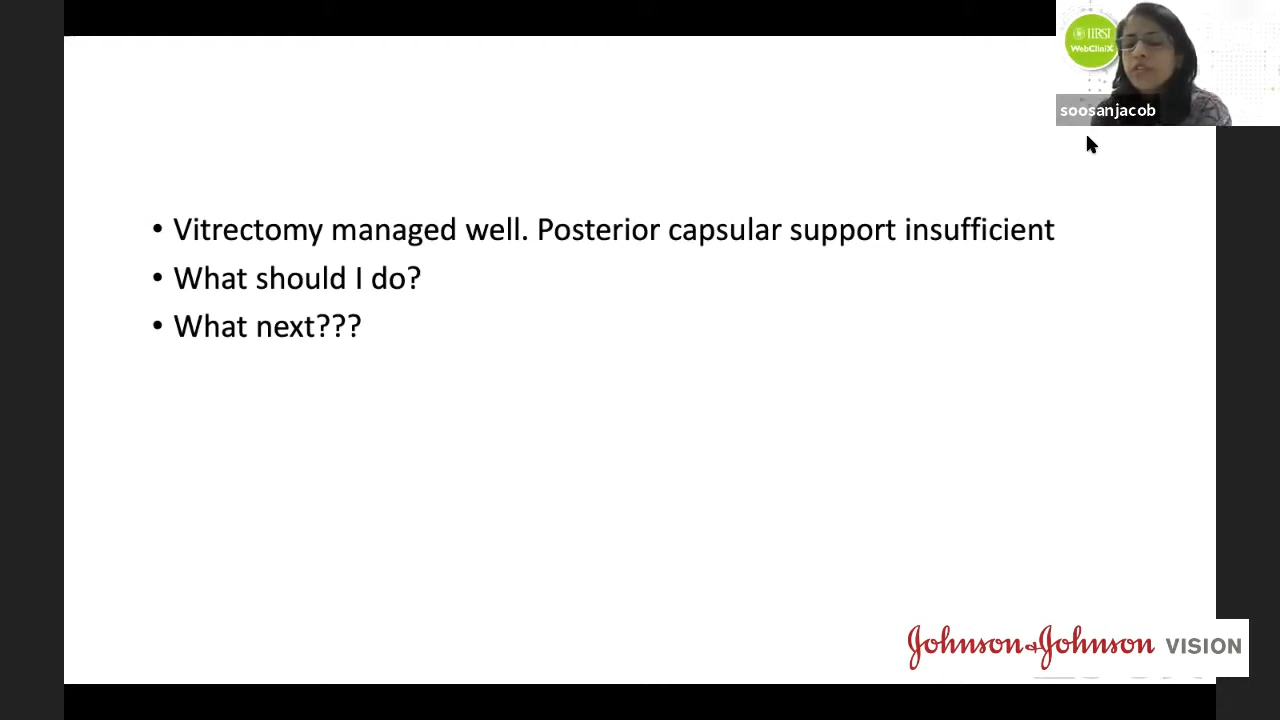 IIRSI
WebCliniX
soosanjacob
• Vitrectomy managed well. Posterior capsular support insufficient
• What should I do?
• What next???
Johnson & Johnson VISION